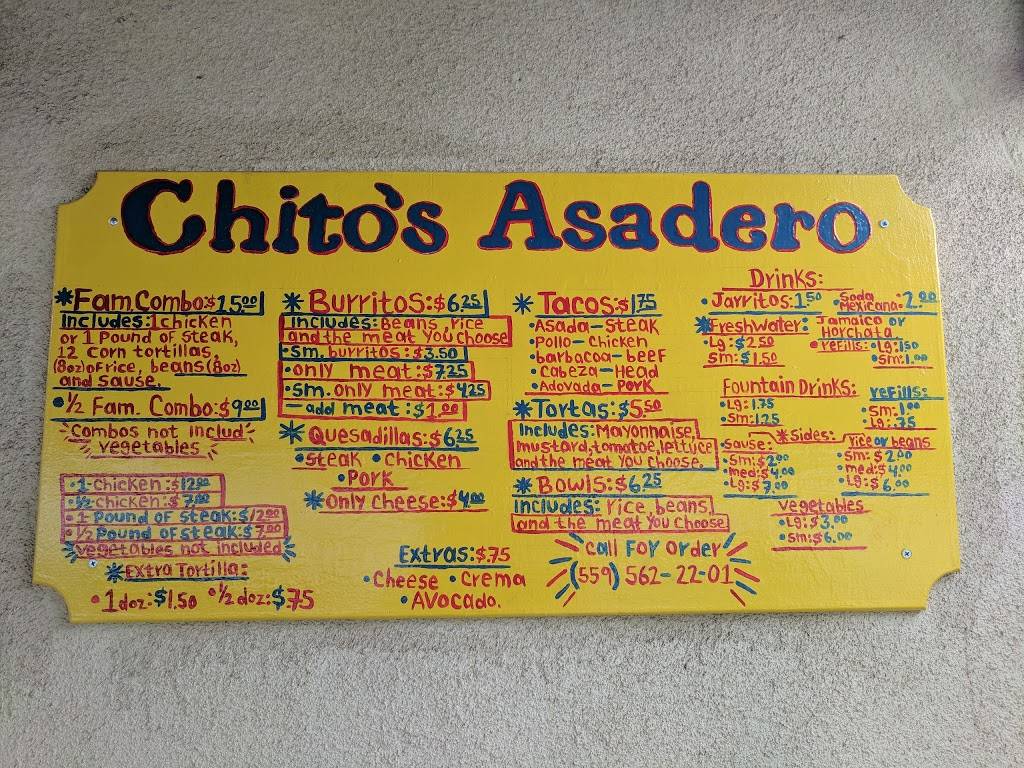 Chito's Asadero
*Fam Combo:$15.00
Includes: 1 chicken
or 1 Pound of steak,
12 corn tortillas,
(8oz) of rice, beans (8oz)
and sauSe.
•½ Fam. Combo:$9.00
Combos not Includ
vegetables
•1-chicken:$12.00
•½ chicken:$7.00
•1 Pound of steak:$12.00
•½ Pound of steak:$7.00
vegetables not included
*Extra Tortilla:
•1 doz:$1.50 •½ doz:$.75
*Burritos:$6.25
Includes: Beans, rice
and the meat You choose
•Sm. burritos:$3.50
•only meat:$7.25
•Sm. only meat:$4.25
-add meat:$1.00
*Quesadillas:$6.25
•Steak •Chicken
•Pork
*Only Cheese:$4.00
Extras:$.75
•Cheese •Crema
•AVocado.
*Tacos:$1.75
•Asada-Steak
•Pollo-Chicken
•barbacoa-beef
•Cabeza-Head
•Adovada-Pork
*Tortas:$5.50
Includes: Mayonnaise,
mustard, tomatoe, lettuce
and the meat You choose.
*Bowls:$6.25
Includes: rice, beans,
and the meat You choose
Call For Order
(559) 562-22-01
Drinks:
•Jarritos:1.50 •Soda Mexicana:2.00
*Freshwater: Jamaica or
Horchata
•Lg:$2.50 •refills:•Lg:1.50
Sm:$1.50 •Sm:1.00
Fountain Drinks: refills:
•Lg:1.75 •Sm:1.00
•Sm:1.25 •Lg:.75
*Sides:
•Sause: rice or beans
•Sm:$2.00 Sm:$2.00
•med:$4.00 •med:$4.00
•Lg:$7.00 •Lg:$6.00
vegetables
•Lg:$3.00
•Sm:$6.00